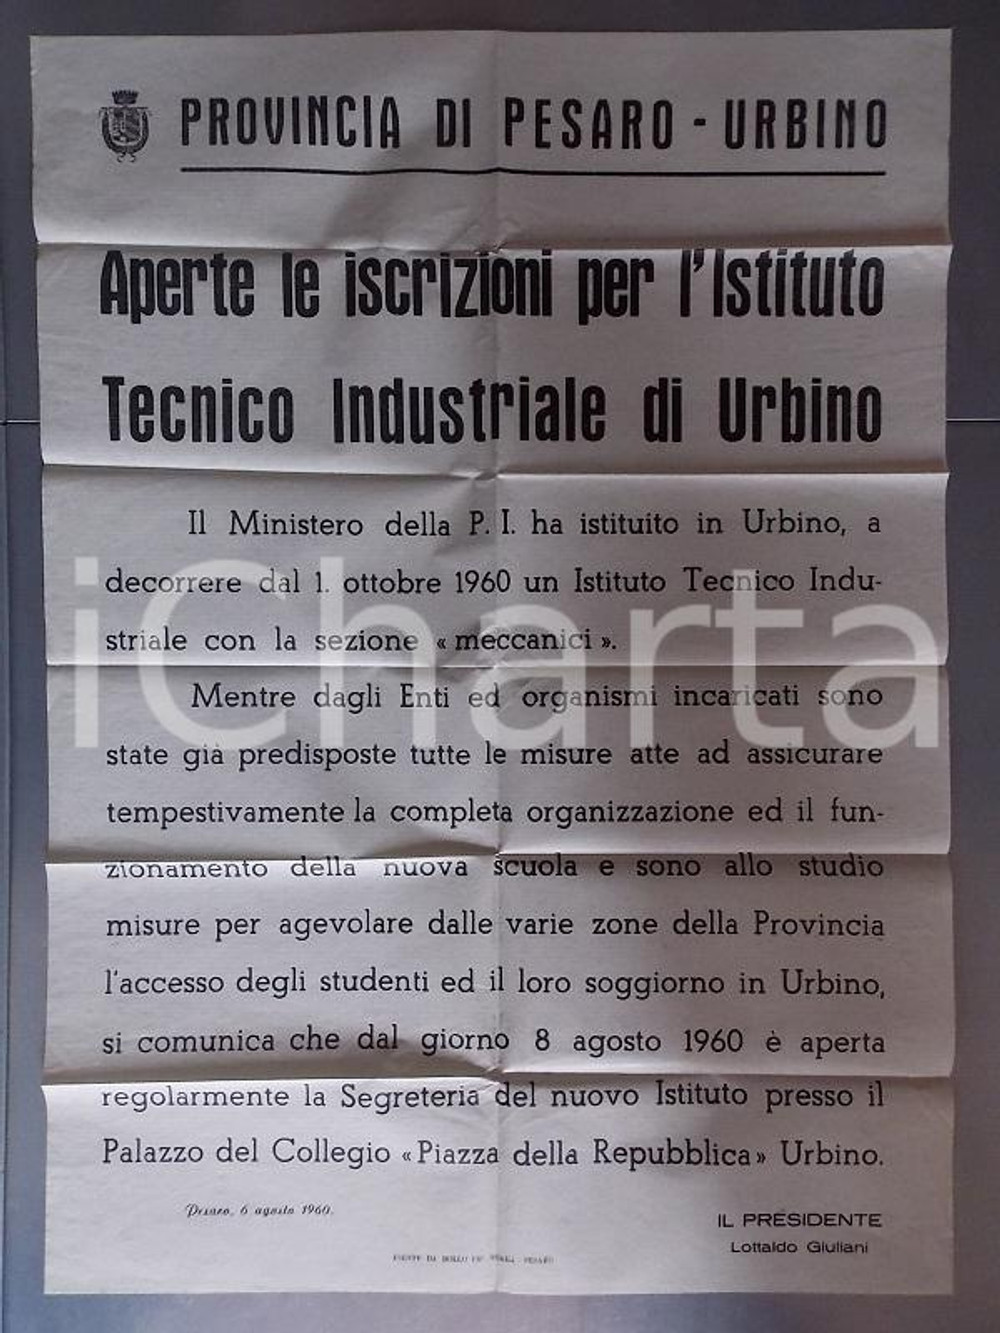 PROVINCIA DI PESARO - URBINO
Aperte le iscrizioni per l'Istituto
Tecnico Industriale di Urbino
Il Ministero della P. I. ha istituito in Urbino, a
decorrere dal 1. ottobre 1960 un Istituto Tecnico Indu-
striale con la sezione « meccanici ».
Mentre dagli Enti ed organismi incaricati sono
state già predisposte tutte le misure atte ad assicurare
tempestivamente la completa organizzazione ed il fun-
zionamento della nuova scuola e sono allo studio
misure per agevolare dalle varie zone della Provincia
l'accesso degli studenti ed il loro soggiorno in Urbino,
si comunica che dal giorno 8 agosto 1960 è aperta
regolarmente la Segreteria del nuovo Istituto presso il
Palazzo del Collegio « Piazza della Repubblica » Urbino.
Pesaro, 6 agosto 1960.
IL PRESIDENTE
Lottaldo Giuliani
ESENTE DA BOLLO - PESARO
iCharta